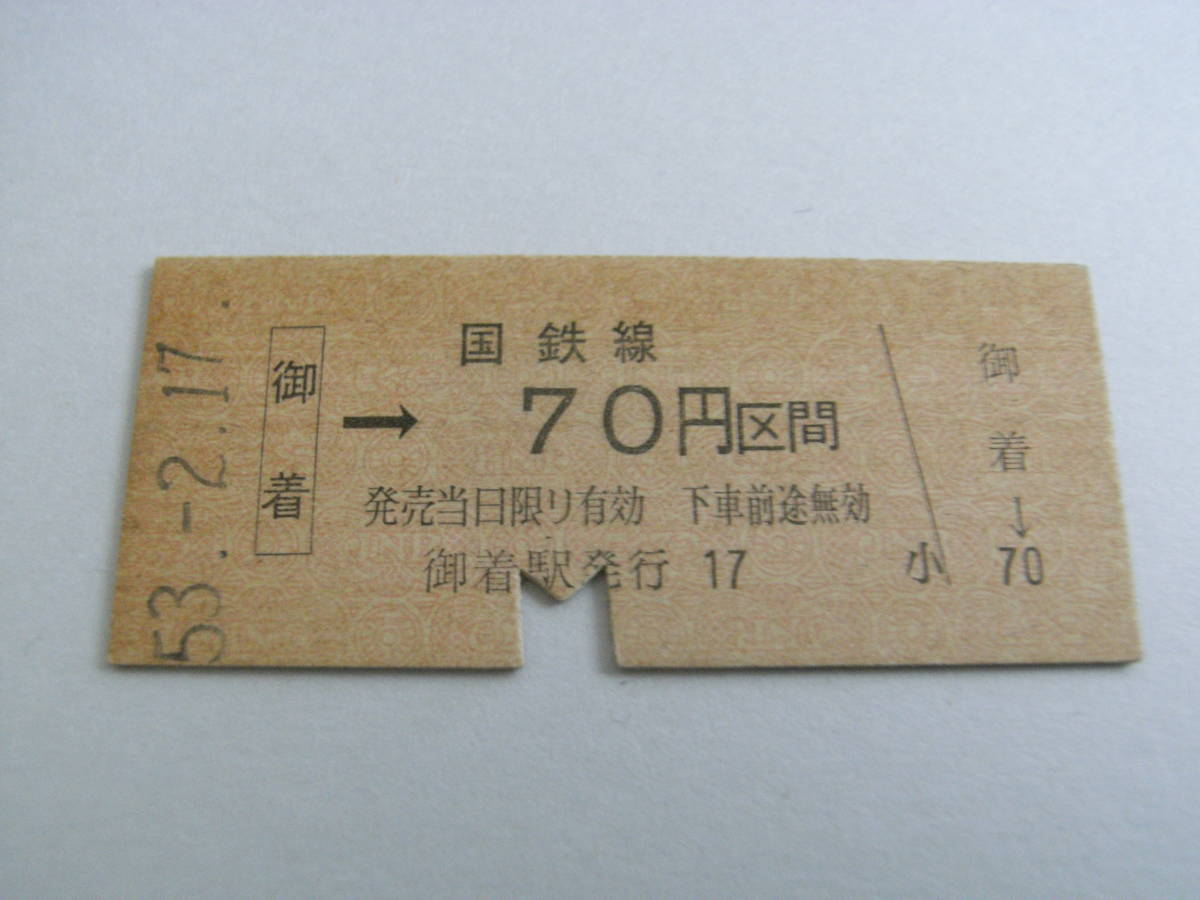 53.-2.17.
御着
国鉄線
→ 70円区間
発売当日限り有効 下車前途無効
御着駅発行 17
小
御着
↓
70